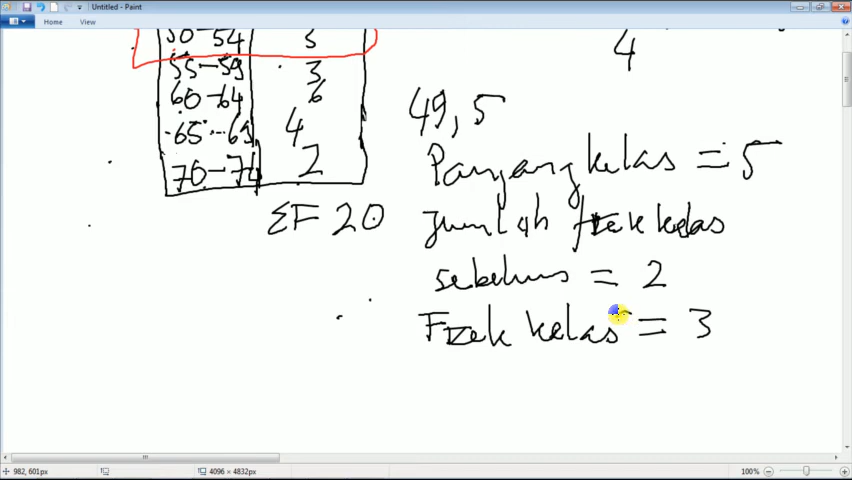 Untitled - Paint
Home View
50-54 3
4
55-59 3
60-64 6
49,5
65-69 4
Panjang kelas = 5
70-74 2
ΣF 20
Jumlah frek kelas
sebelum = 2
Frek kelas = 3
982, 601px
4096 × 4832px
100%